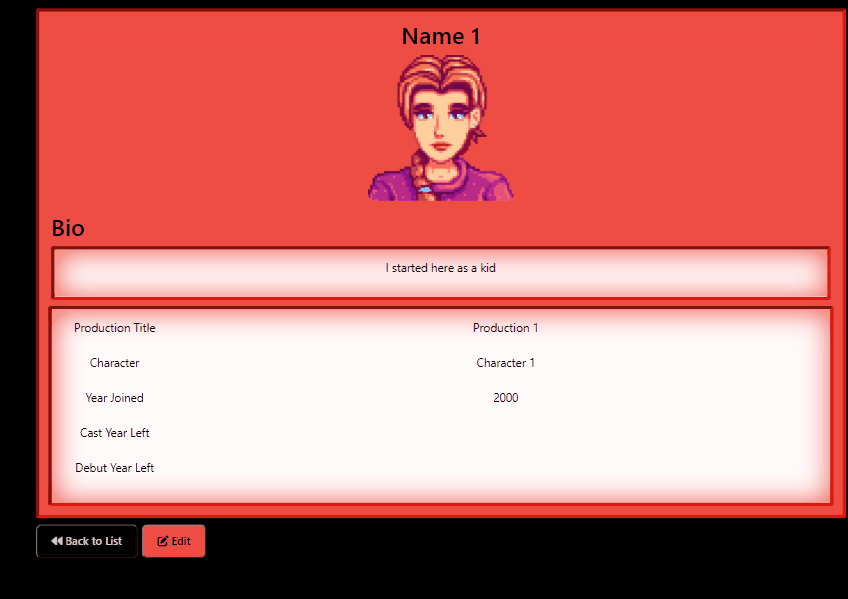 Name 1
Bio
I started here as a kid
Production Title Production 1
Character Character 1
Year Joined 2000
Cast Year Left
Debut Year Left
Back to List Edit